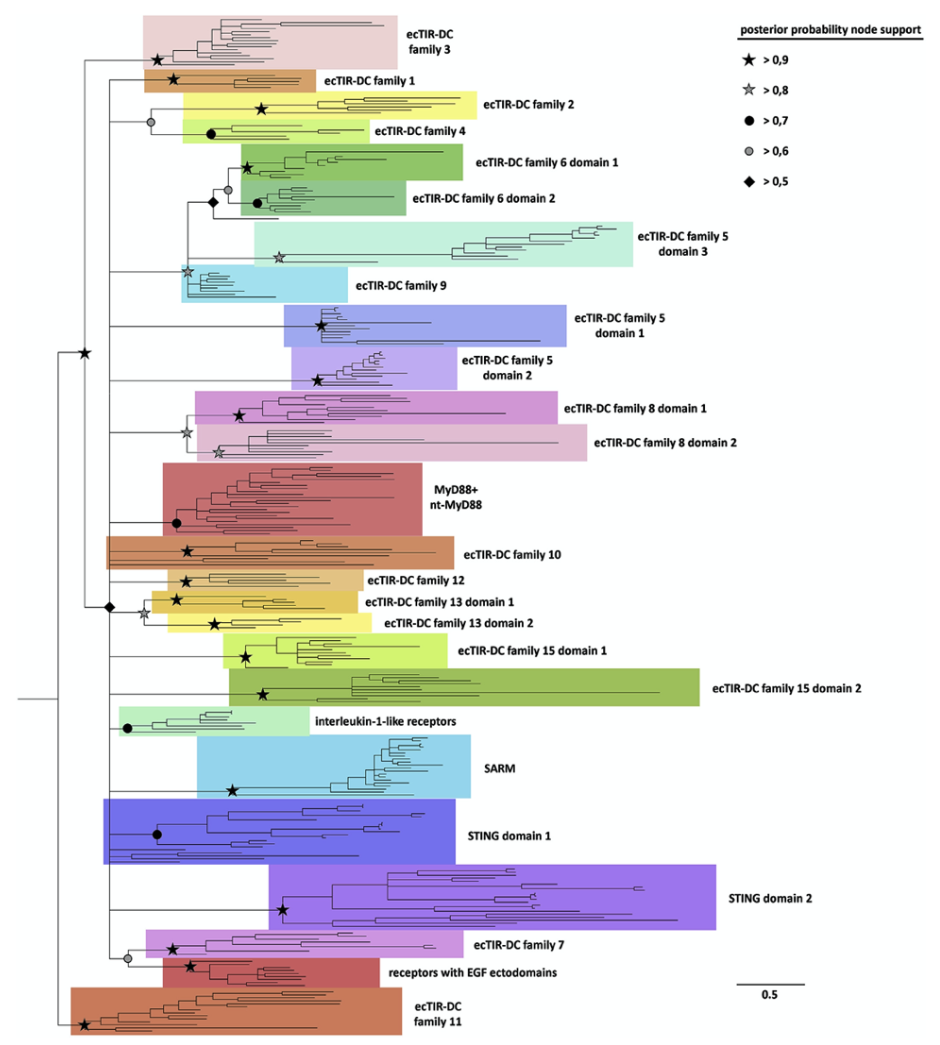 posterior probability node support
> 0,9
> 0,8
> 0,7
> 0,6
> 0,5
ecTIR-DC
family 3
ecTIR-DC family 1
ecTIR-DC family 2
ecTIR-DC family 4
ecTIR-DC family 6 domain 1
ecTIR-DC family 6 domain 2
ecTIR-DC family 5
domain 3
ecTIR-DC family 9
ecTIR-DC family 5
domain 1
ecTIR-DC family 5
domain 2
ecTIR-DC family 8 domain 1
ecTIR-DC family 8 domain 2
MyD88+
nt-MyD88
ecTIR-DC family 10
ecTIR-DC family 12
ecTIR-DC family 13 domain 1
ecTIR-DC family 13 domain 2
ecTIR-DC family 15 domain 1
ecTIR-DC family 15 domain 2
interleukin-1-like receptors
SARM
STING domain 1
STING domain 2
ecTIR-DC family 7
receptors with EGF ectodomains
ecTIR-DC
family 11
0.5